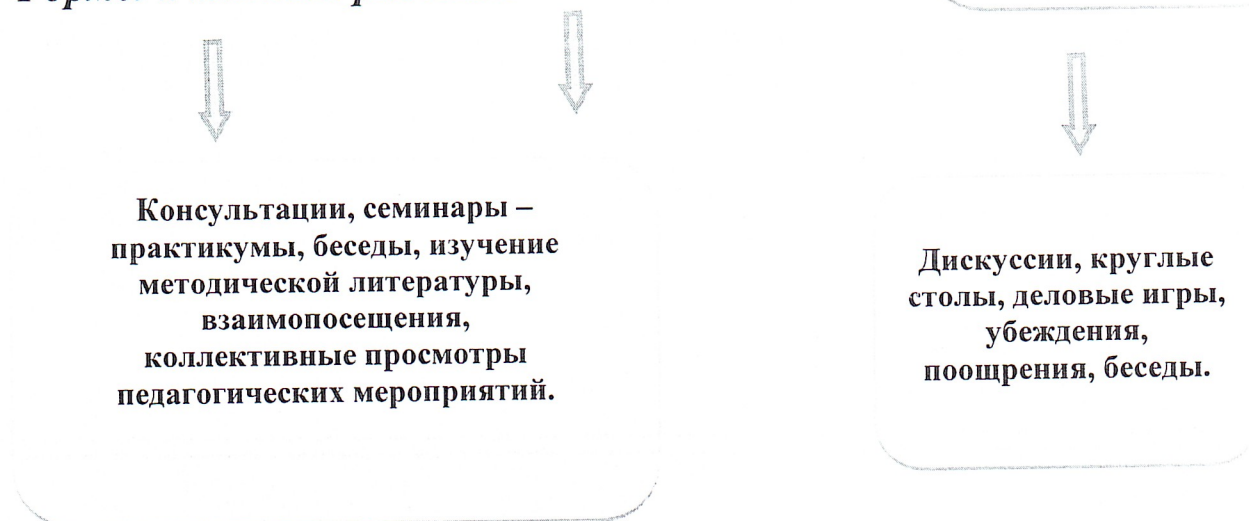 Консультации, семинары –
практикумы, беседы, изучение
методической литературы,
взаимопосещения,
коллективные просмотры
педагогических мероприятий.
Дискуссии, круглые
столы, деловые игры,
убеждения,
поощрения, беседы.